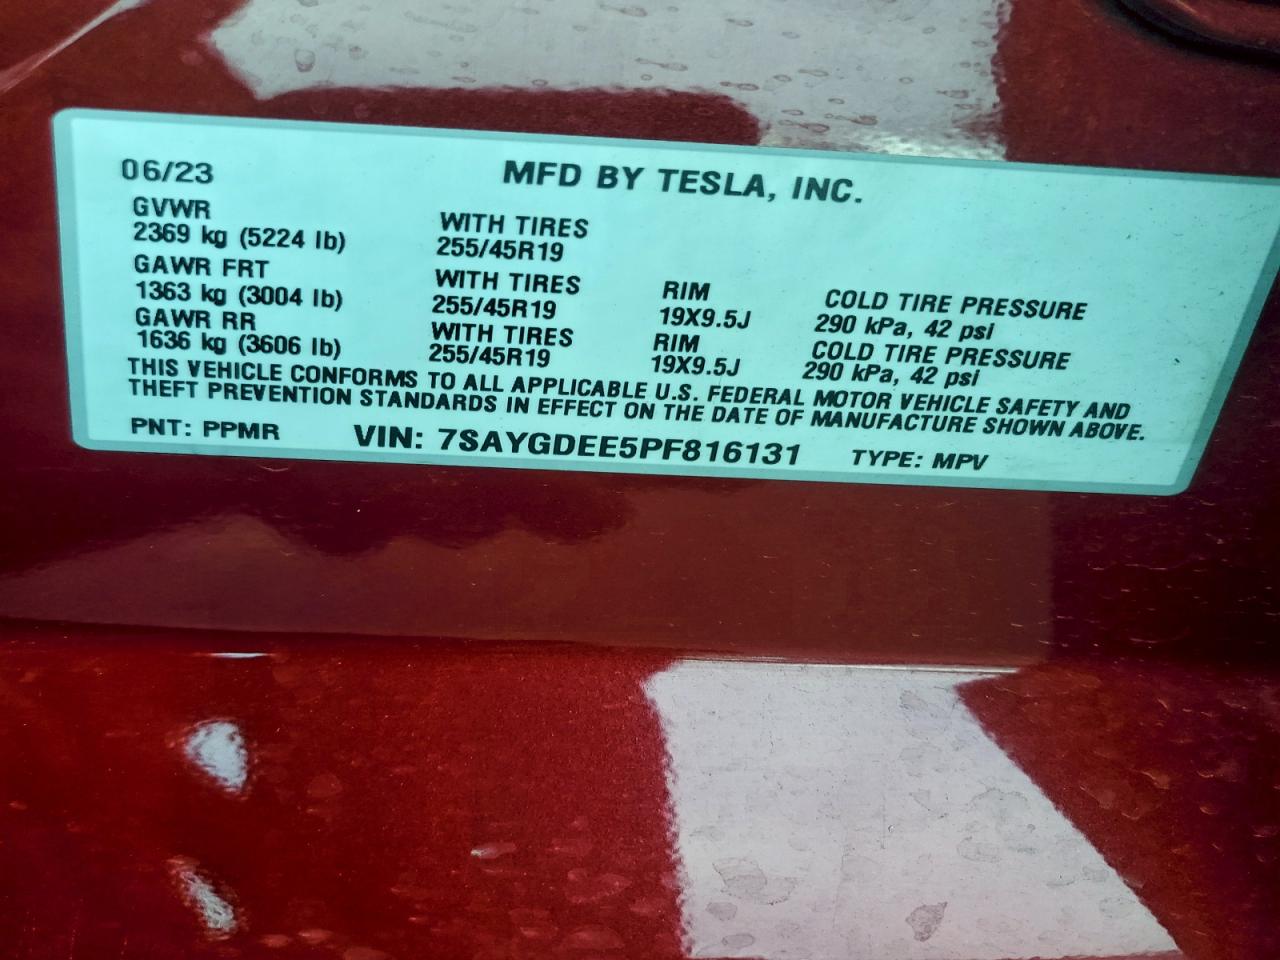 06/23 MFD BY TESLA, INC.
GVWR WITH TIRES
2369 kg (5224 lb) 255/45R19
GAWR FRT WITH TIRES RIM COLD TIRE PRESSURE
1363 kg (3004 lb) 255/45R19 19X9.5J 290 kPa, 42 psi
GAWR RR WITH TIRES RIM COLD TIRE PRESSURE
1636 kg (3606 lb) 255/45R19 19X9.5J 290 kPa, 42 psi
THIS VEHICLE CONFORMS TO ALL APPLICABLE U.S. FEDERAL MOTOR VEHICLE SAFETY AND
THEFT PREVENTION STANDARDS IN EFFECT ON THE DATE OF MANUFACTURE SHOWN ABOVE.
PNT: PPMR VIN: 7SAYGDEE5PF816131 TYPE: MPV